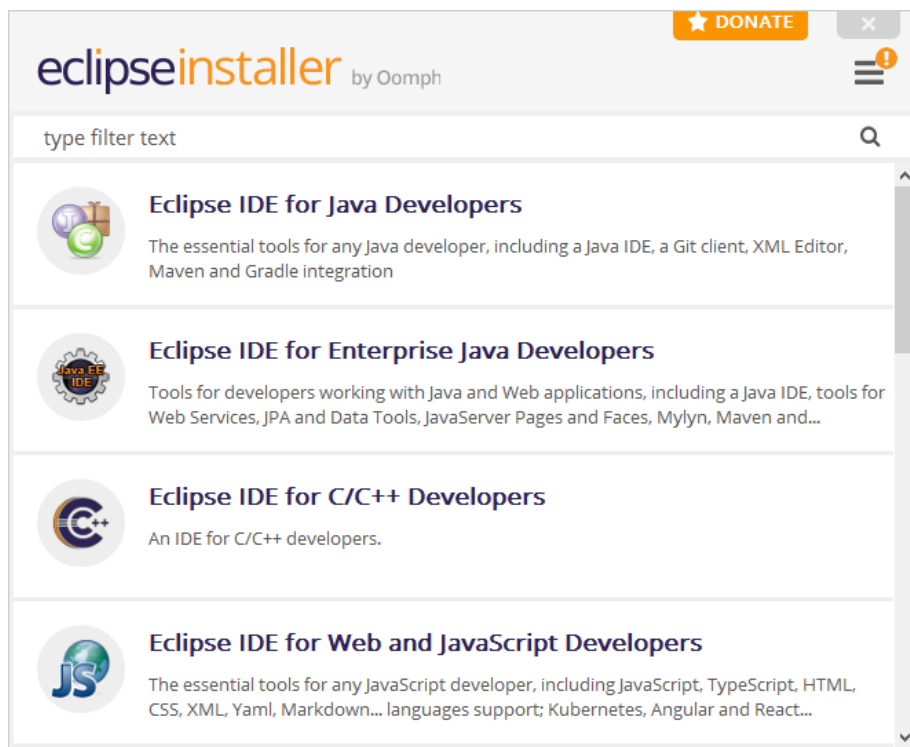 DONATE
eclipseinstaller by Oomph
!
type filter text
Eclipse IDE for Java Developers
The essential tools for any Java developer, including a Java IDE, a Git client, XML Editor,
Maven and Gradle integration
J
C
Eclipse IDE for Enterprise Java Developers
Java EE
IDE
Tools for developers working with Java and Web applications, including a Java IDE, tools for
Web Services, JPA and Data Tools, JavaServer Pages and Faces, Mylyn, Maven and...
Eclipse IDE for C/C++ Developers
C++
An IDE for C/C++ developers.
Eclipse IDE for Web and JavaScript Developers
JS
The essential tools for any JavaScript developer, including JavaScript, TypeScript, HTML,
CSS, XML, Yaml, Markdown... languages support; Kubernetes, Angular and React...